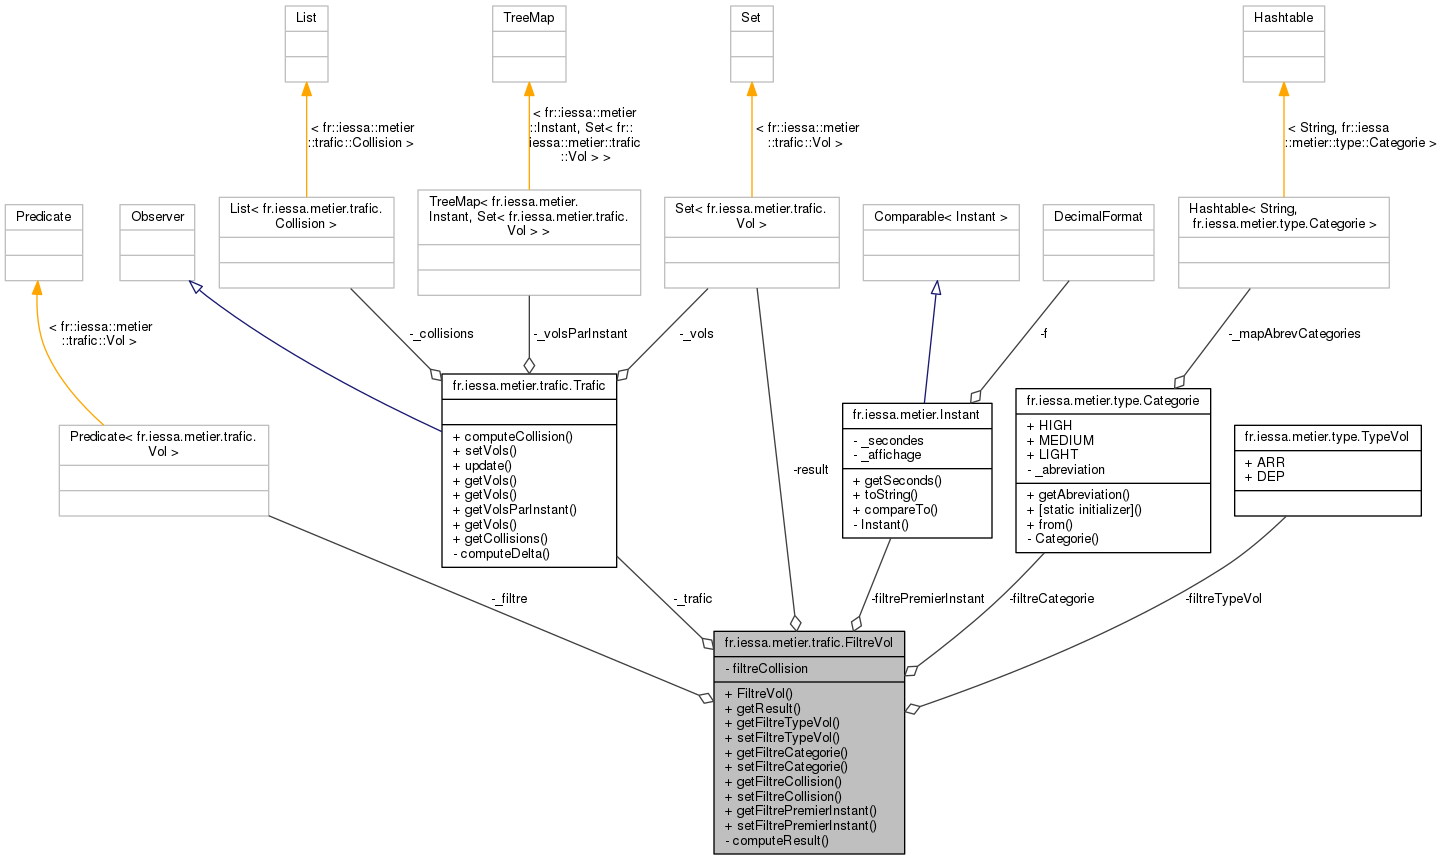 List
TreeMap
Set
Hashtable
< fr::iessa::metier
::trafic::Collision >
< fr::iessa::metier
::Instant, Set< fr::
iessa::metier::trafic
::Vol > >
< fr::iessa::metier
::trafic::Vol >
< String, fr::iessa
::metier::type::Categorie >
Predicate
Observer
List< fr.iessa.metier.trafic.
Collision >
TreeMap< fr.iessa.metier.
Instant, Set< fr.iessa.metier.trafic.
Vol > >
Set< fr.iessa.metier.trafic.
Vol >
Comparable< Instant >
DecimalFormat
Hashtable< String,
fr.iessa.metier.type.Categorie >
< fr::iessa::metier
::trafic::Vol >
-_collisions
-_volsParInstant
-_vols
-f
-_mapAbrevCategories
Predicate< fr.iessa.metier.trafic.
Vol >
fr.iessa.metier.trafic.Trafic
+ computeCollision()
+ setVols()
+ update()
+ getVols()
+ getVols()
+ getVolsParInstant()
+ getVols()
+ getCollisions()
- computeDelta()
-result
fr.iessa.metier.Instant
- _secondes
- _affichage
+ getSeconds()
+ toString()
+ compareTo()
- Instant()
fr.iessa.metier.type.Categorie
+ HIGH
+ MEDIUM
+ LIGHT
- _abreviation
+ getAbreviation()
+ [static initializer]()
+ from()
- Categorie()
fr.iessa.metier.type.TypeVol
+ ARR
+ DEP
-_filtre
-_trafic
-filtrePremierInstant
-filtreCategorie
-filtreTypeVol
fr.iessa.metier.trafic.FiltreVol
- filtreCollision
+ FiltreVol()
+ getResult()
+ getFiltreTypeVol()
+ setFiltreTypeVol()
+ getFiltreCategorie()
+ setFiltreCategorie()
+ getFiltreCollision()
+ setFiltreCollision()
+ getFiltrePremierInstant()
+ setFiltrePremierInstant()
- computeResult()